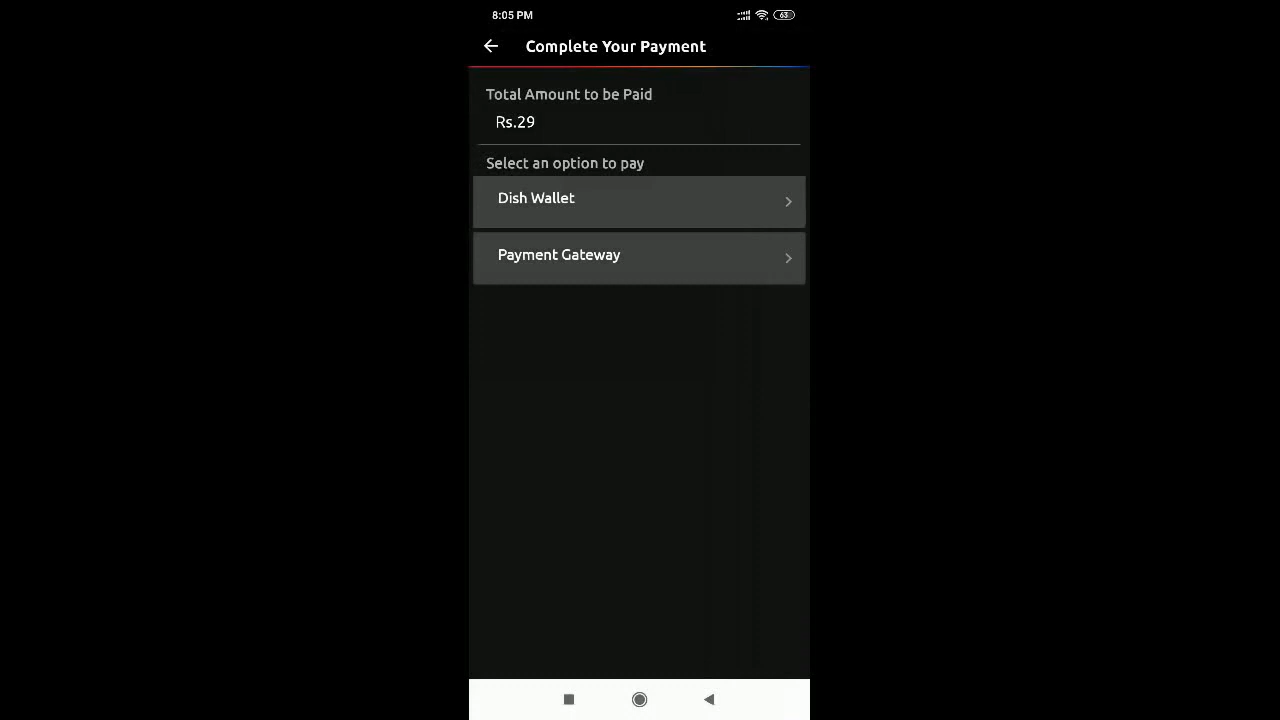 8:05 PM 63
Complete Your Payment
Total Amount to be Paid
Rs.29
Select an option to pay
Dish Wallet
Payment Gateway